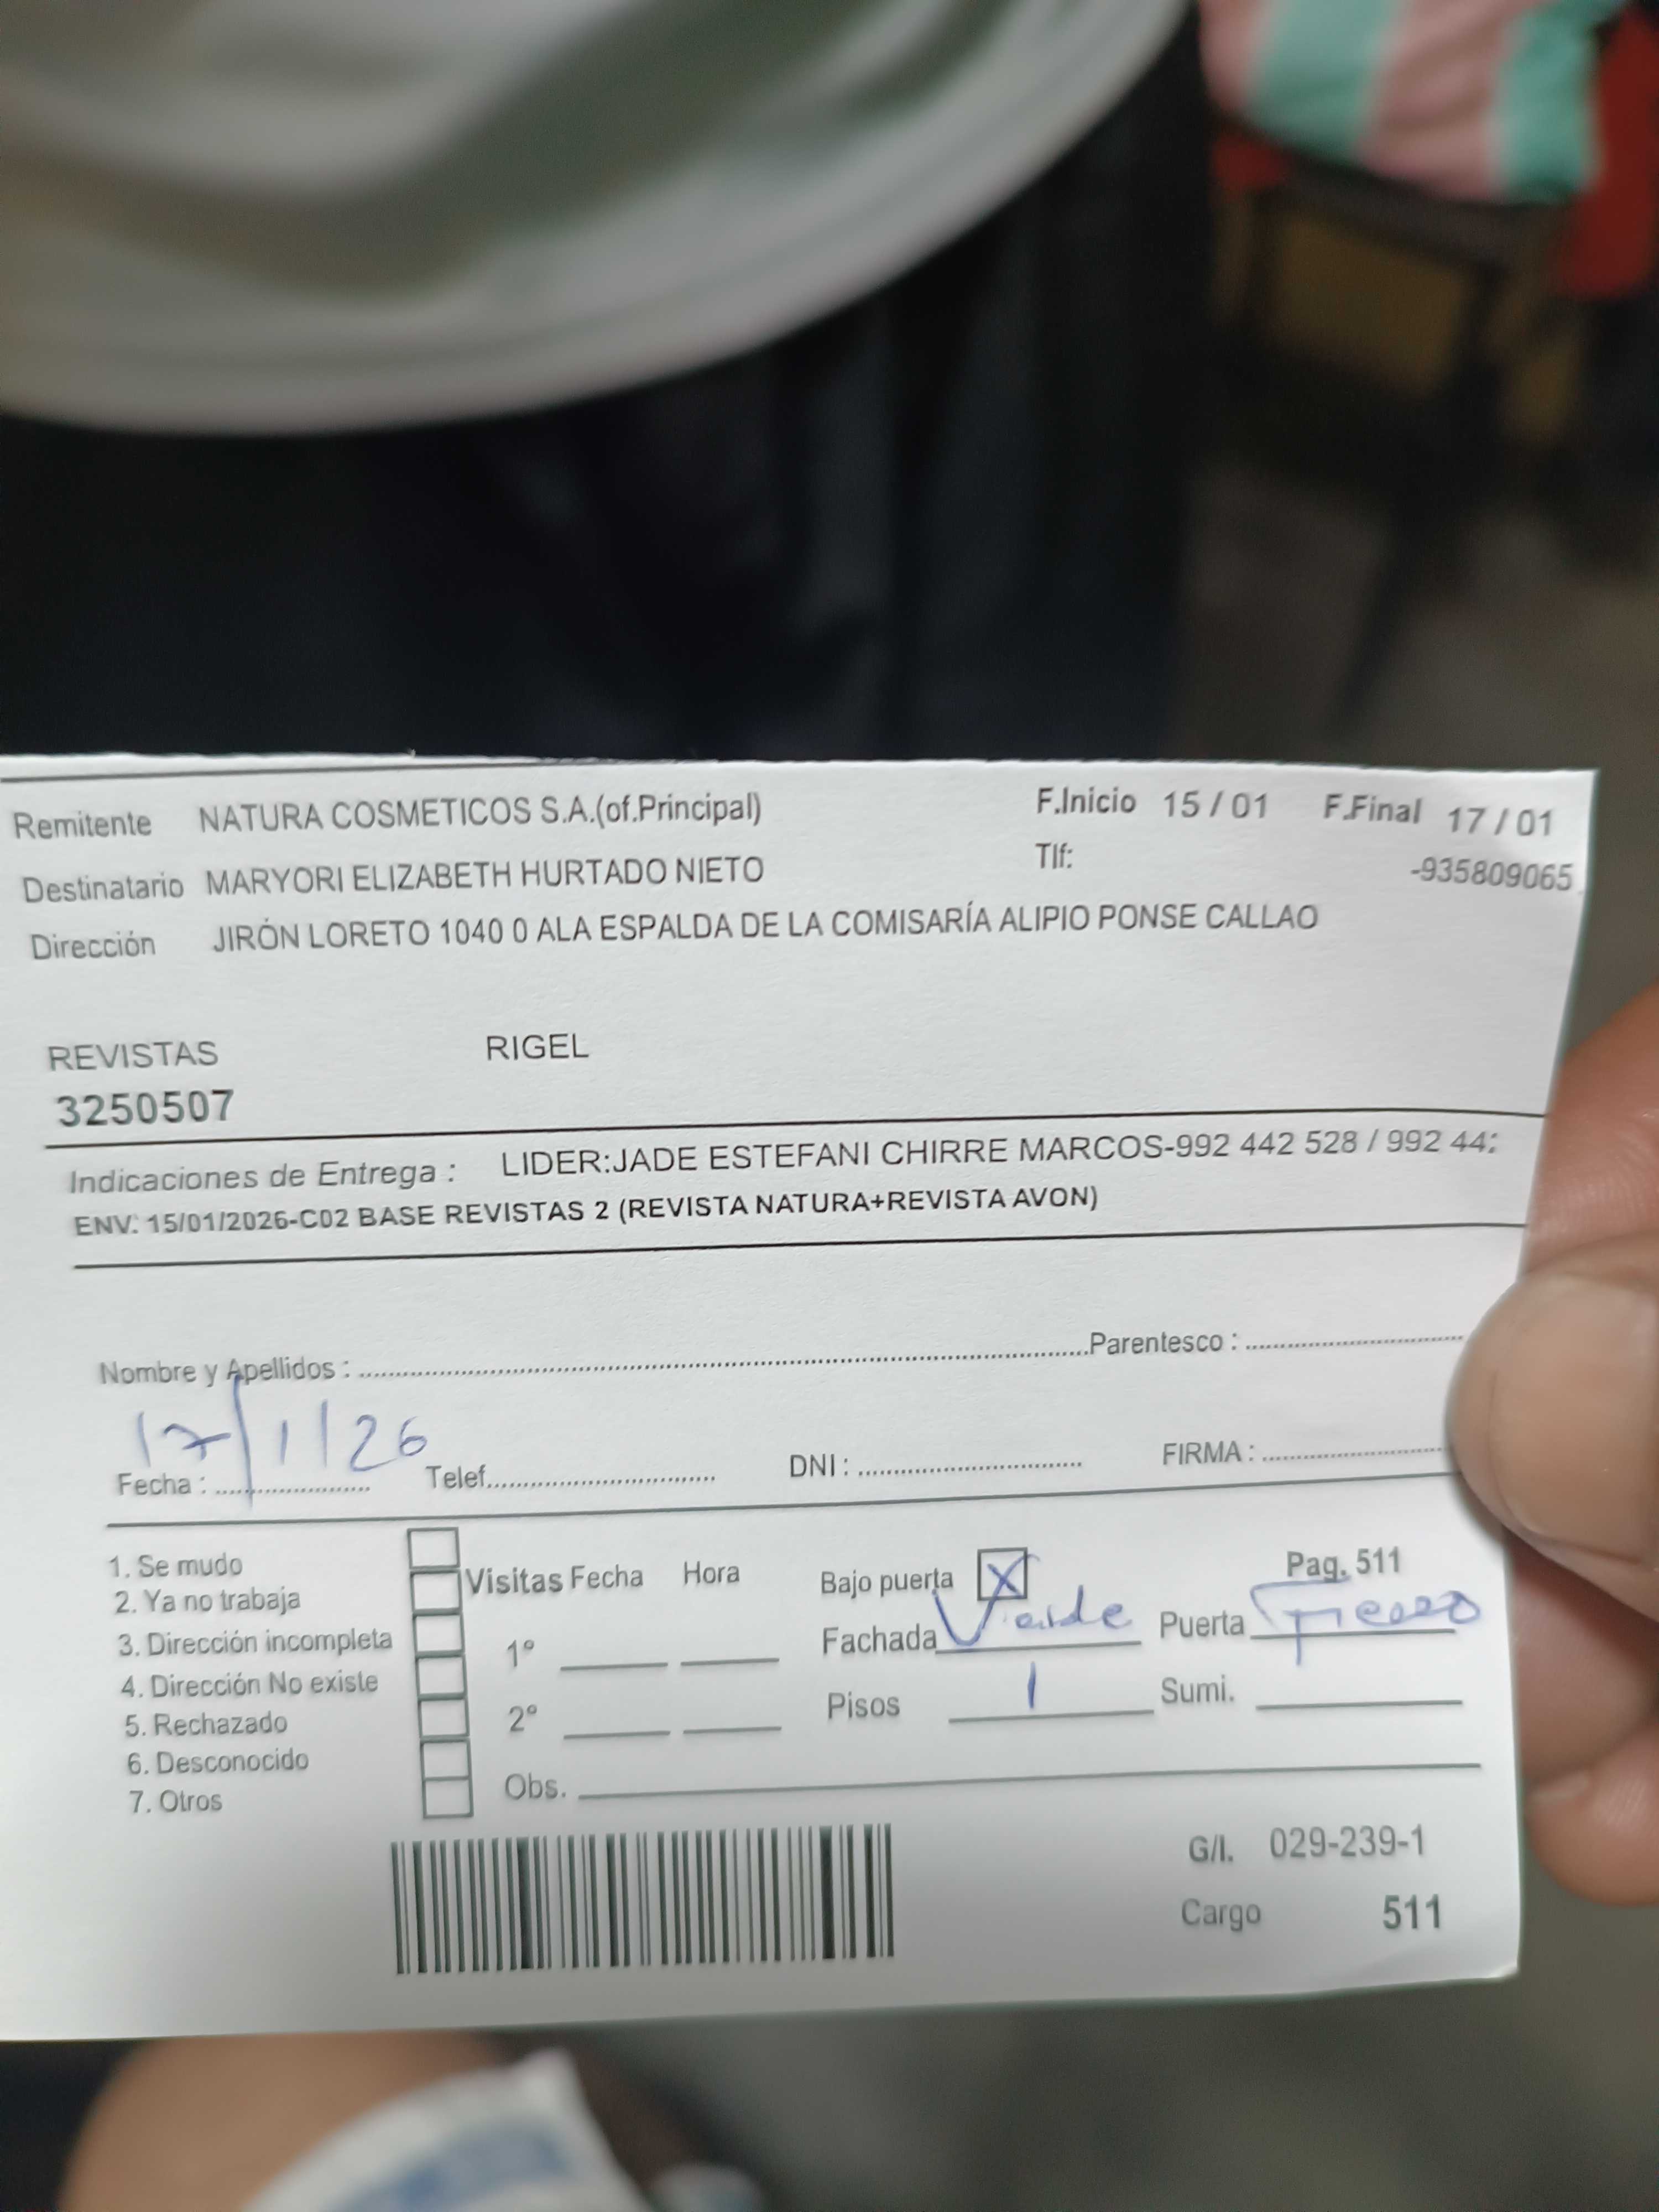 Remitente NATURA COSMETICOS S.A.(of.Principal) F.Inicio 15 / 01 F.Final 17 / 01
Destinatario MARYORI ELIZABETH HURTADO NIETO Tlf: -935809065
Dirección JIRÓN LORETO 1040 0 ALA ESPALDA DE LA COMISARÍA ALIPIO PONSE CALLAO
REVISTAS RIGEL
3250507
Indicaciones de Entrega : LIDER:JADE ESTEFANI CHIRRE MARCOS-992 442 528 / 992 44
ENV. 15/01/2026-C02 BASE REVISTAS 2 (REVISTA NATURA+REVISTA AVON)
Nombre y Apellidos : Parentesco :
17/1/26
Fecha : Telef. DNI : FIRMA :
1. Se mudo Visitas Fecha Hora Bajo puerta X Pag. 511
2. Ya no trabaja
3. Dirección incompleta 1° Fachada Verde Puerta Fierro
4. Dirección No existe
5. Rechazado 2° Pisos 1 Sumi.
6. Desconocido
7. Otros Obs.
G/I. 029-239-1
Cargo 511